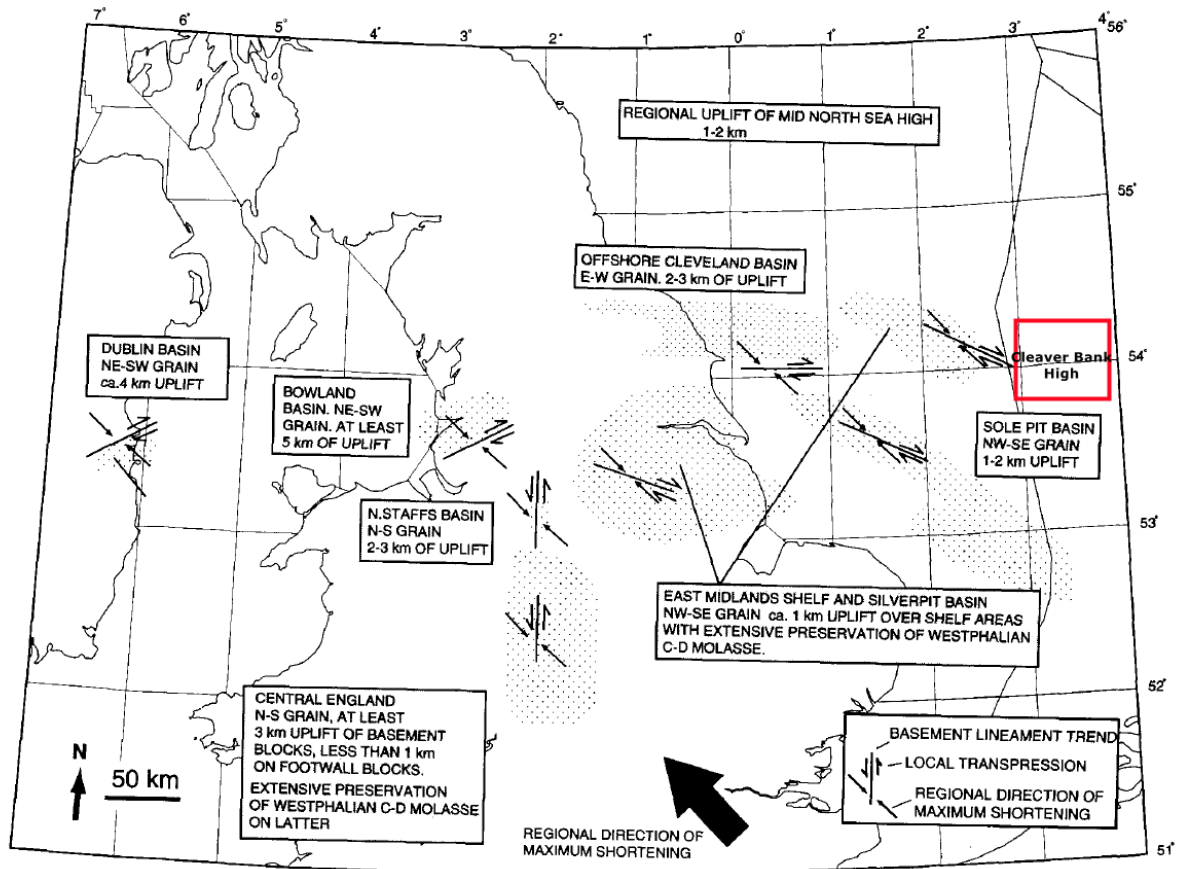 7° 6° 5° 4° 3° 2° 1° 0° 1° 2° 3° 4°
56°
REGIONAL UPLIFT OF MID NORTH SEA HIGH
1-2 km
55°
OFFSHORE CLEVELAND BASIN
E-W GRAIN. 2-3 km OF UPLIFT
DUBLIN BASIN
NE-SW GRAIN
ca.4 km UPLIFT
BOWLAND
BASIN. NE-SW
GRAIN. AT LEAST
5 km OF UPLIFT
Cleaver Bank
High
54°
SOLE PIT BASIN
NW-SE GRAIN
1-2 km UPLIFT
N.STAFFS BASIN
N-S GRAIN
2-3 km OF UPLIFT
53°
EAST MIDLANDS SHELF AND SILVERPIT BASIN
NW-SE GRAIN ca. 1 km UPLIFT OVER SHELF AREAS
WITH EXTENSIVE PRESERVATION OF WESTPHALIAN
C-D MOLASSE.
52°
CENTRAL ENGLAND
N-S GRAIN, AT LEAST
3 km UPLIFT OF BASEMENT
BLOCKS, LESS THAN 1 km
ON FOOTWALL BLOCKS.
EXTENSIVE PRESERVATION
OF WESTPHALIAN C-D MOLASSE
ON LATTER
N
50 km
REGIONAL DIRECTION OF
MAXIMUM SHORTENING
BASEMENT LINEAMENT TREND
LOCAL TRANSPRESSION
REGIONAL DIRECTION OF
MAXIMUM SHORTENING
51°